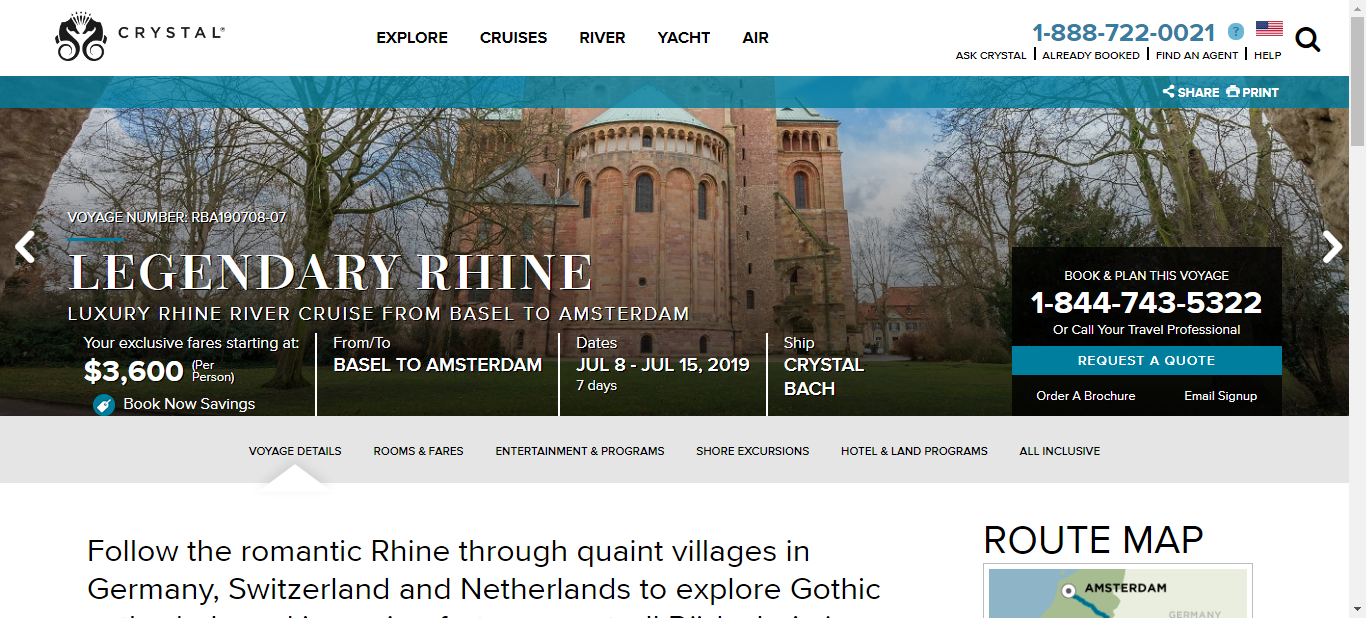 CRYSTAL®
EXPLORE CRUISES RIVER YACHT AIR
1-888-722-0021 ?
ASK CRYSTAL ALREADY BOOKED FIND AN AGENT HELP
SHARE PRINT
VOYAGE NUMBER: RBA190708-07
LEGENDARY RHINE
LUXURY RHINE RIVER CRUISE FROM BASEL TO AMSTERDAM
Your exclusive fares starting at:
$3,600 (Per Person)
Book Now Savings
From/To
BASEL TO AMSTERDAM
Dates
JUL 8 - JUL 15, 2019
7 days
Ship
CRYSTAL
BACH
BOOK & PLAN THIS VOYAGE
1-844-743-5322
Or Call Your Travel Professional
REQUEST A QUOTE
Order A Brochure Email Signup
VOYAGE DETAILS ROOMS & FARES ENTERTAINMENT & PROGRAMS SHORE EXCURSIONS HOTEL & LAND PROGRAMS ALL INCLUSIVE
Follow the romantic Rhine through quaint villages in
Germany, Switzerland and Netherlands to explore Gothic
ROUTE MAP
AMSTERDAM
GERMANY